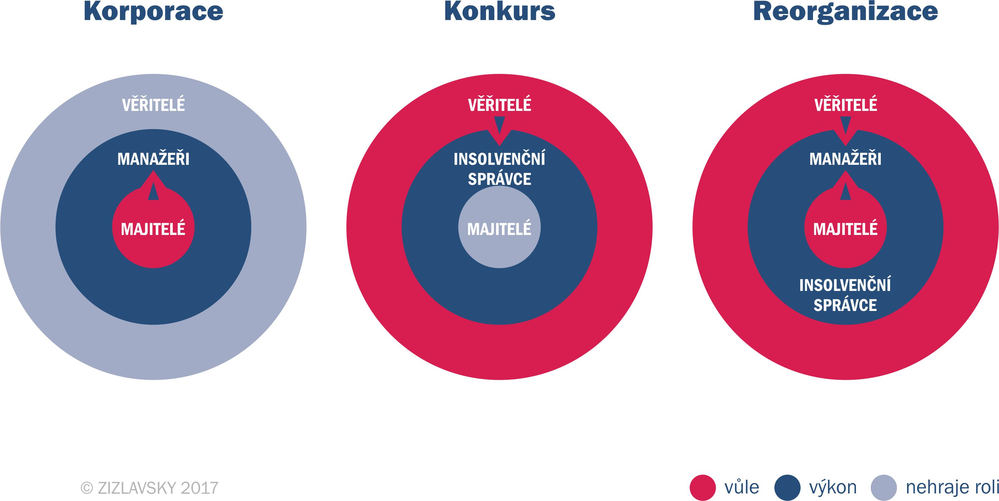 Korporace
VĚŘITELÉ
MANAŽEŘI
MAJITELÉ
Konkurs
VĚŘITELÉ
INSOLVENČNÍ
SPRÁVCE
MAJITELÉ
Reorganizace
VĚŘITELÉ
MANAŽEŘI
MAJITELÉ
INSOLVENČNÍ
SPRÁVCE
© ZIZLAVSKY 2017
vůle
výkon
nehraje roli